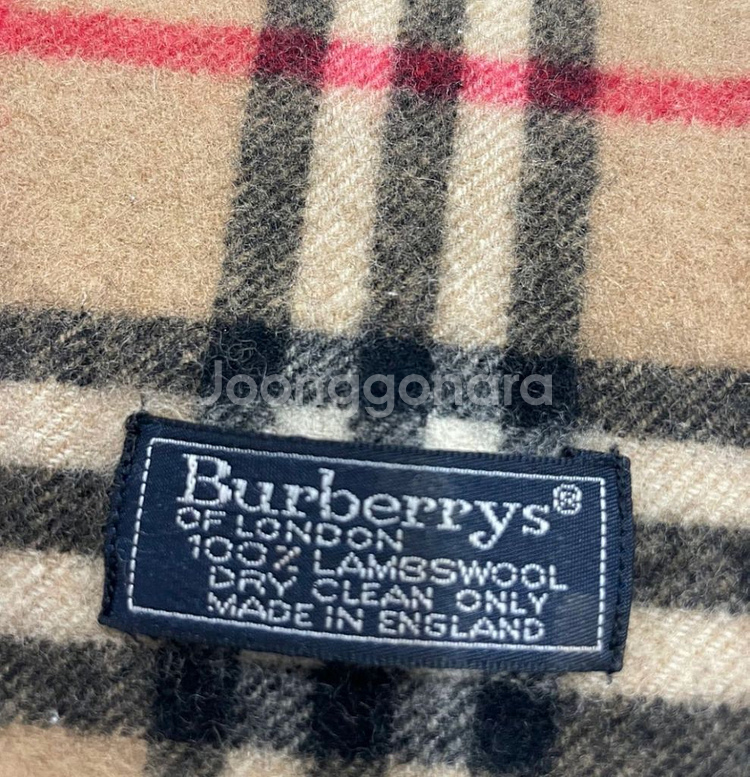 Joonggonara
Burberrys®
OF LONDON
100% LAMBSWOOL
DRY CLEAN ONLY
MADE IN ENGLAND